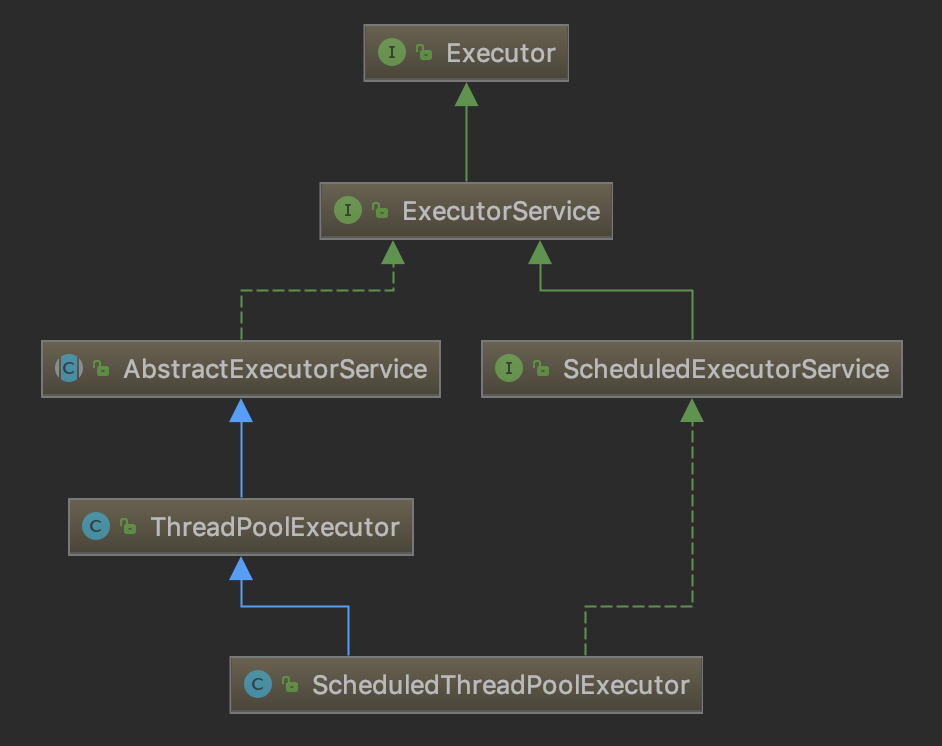 I Executor
I ExecutorService
C AbstractExecutorService
I ScheduledExecutorService
C ThreadPoolExecutor
C ScheduledThreadPoolExecutor